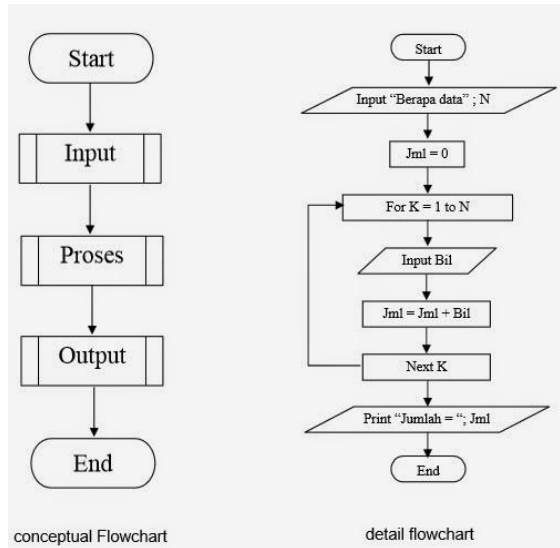 Start
Input
Proses
Output
End
conceptual Flowchart
Start
Input “Berapa data” ; N
Jml = 0
For K = 1 to N
Input Bil
Jml = Jml + Bil
Next K
Print “Jumlah = “; Jml
End
detail flowchart